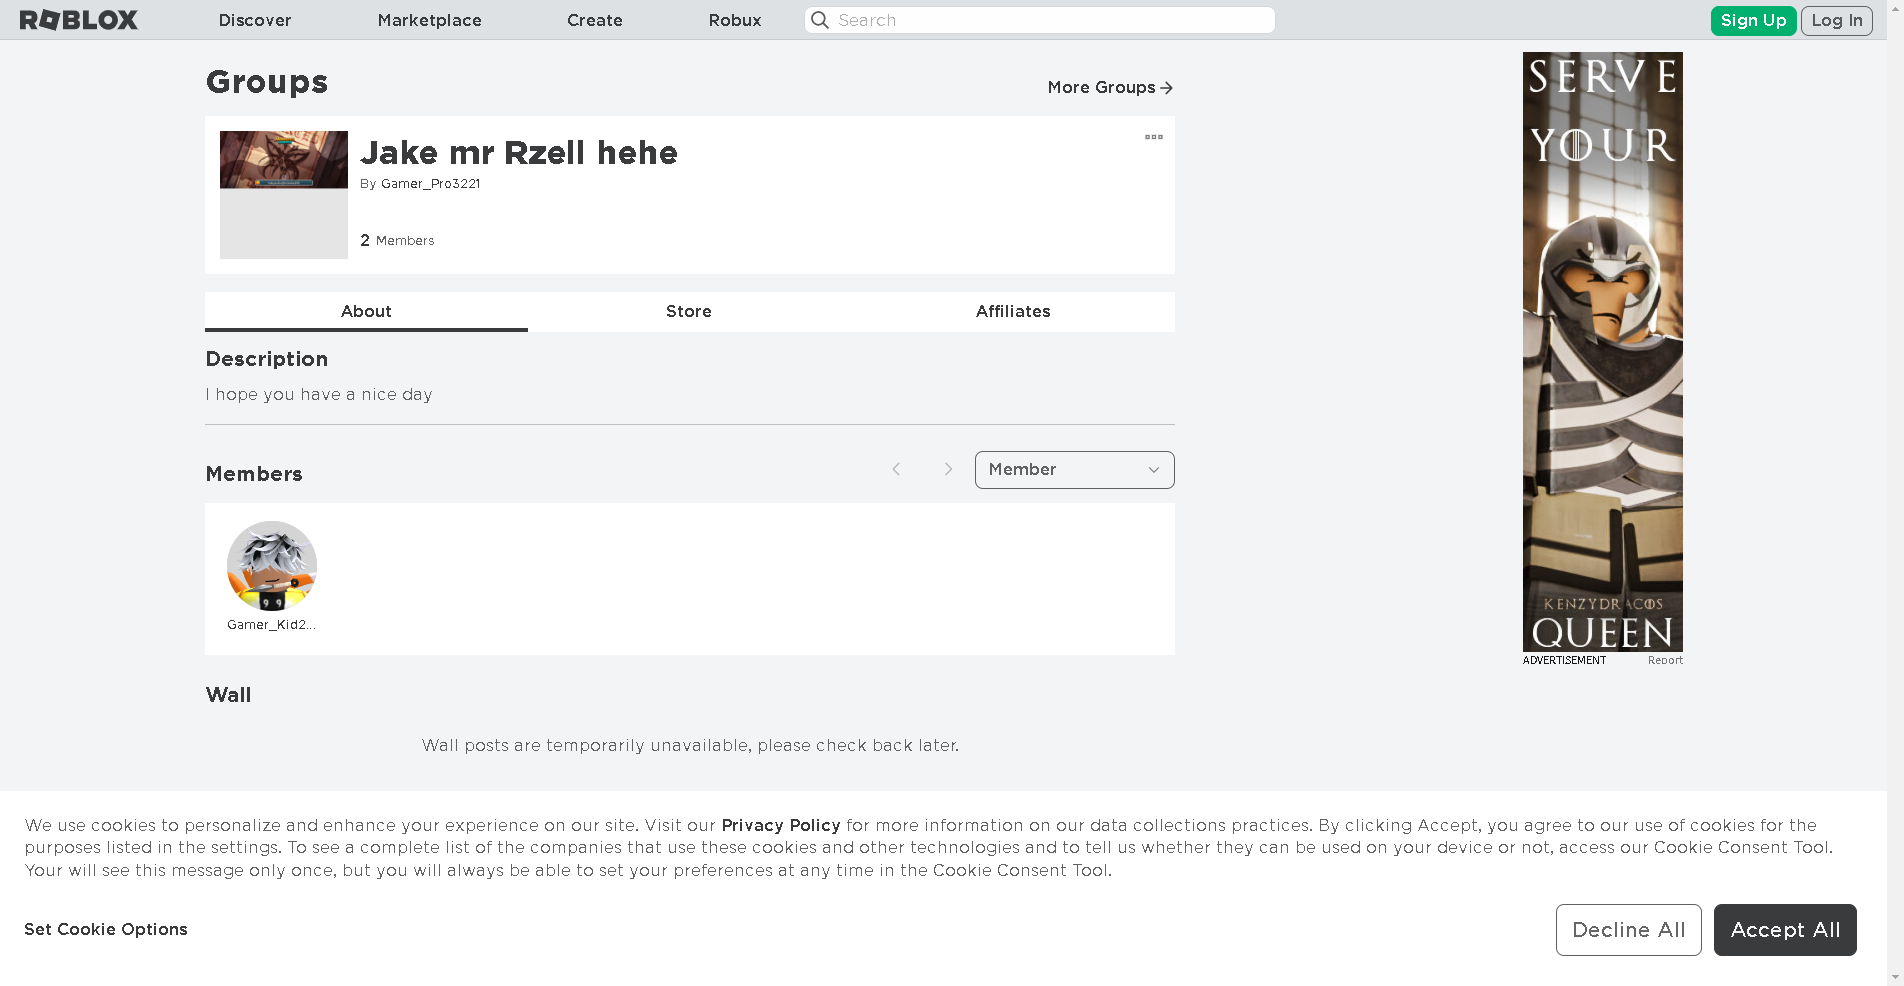 ROBLOX Discover Marketplace Create Robux Search Sign Up Log In
Groups
More Groups
Jake mr Rzell hehe
By Gamer_Pro3221
2 Members
About Store Affiliates
Description
I hope you have a nice day
Members
Member
Gamer_Kid2...
Wall
Wall posts are temporarily unavailable, please check back later.
SERVE
YOUR
KENZYDRACOS
QUEEN
ADVERTISEMENT Report
We use cookies to personalize and enhance your experience on our site. Visit our Privacy Policy for more information on our data collections practices. By clicking Accept, you agree to our use of cookies for the
purposes listed in the settings. To see a complete list of the companies that use these cookies and other technologies and to tell us whether they can be used on your device or not, access our Cookie Consent Tool.
Your will see this message only once, but you will always be able to set your preferences at any time in the Cookie Consent Tool.
Set Cookie Options
Decline All
Accept All